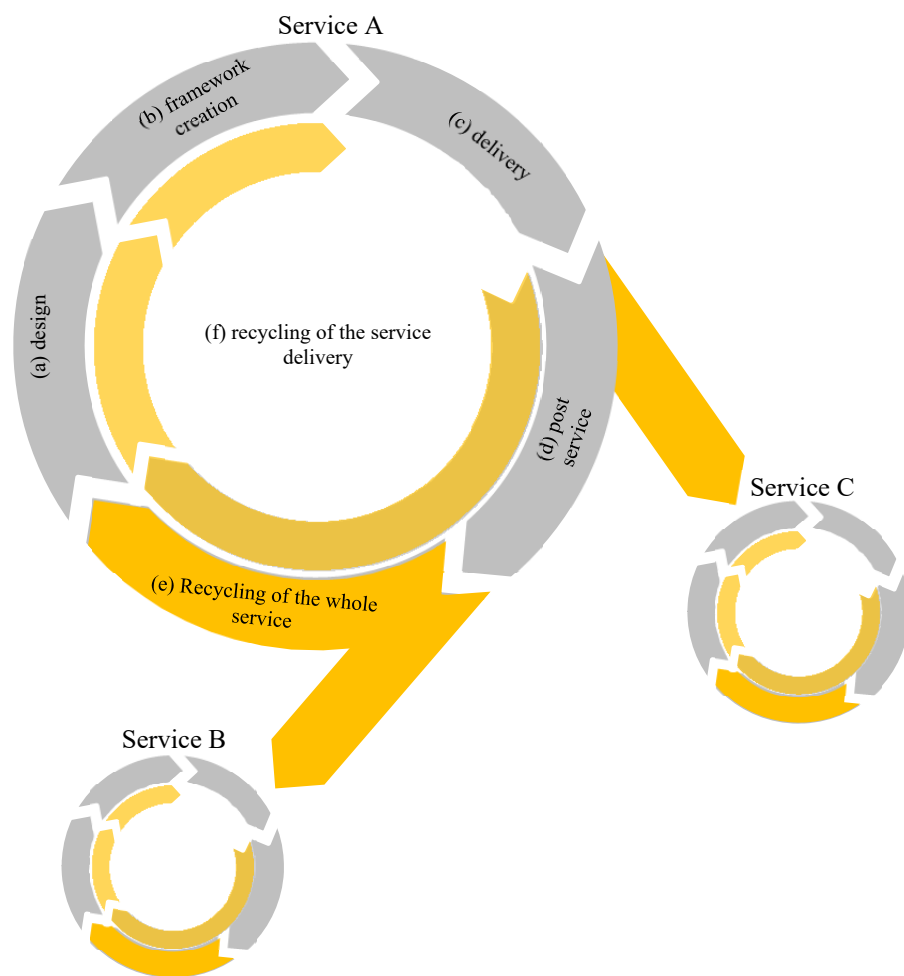 Service A
(b) framework
creation
(c) delivery
(a) design
(f) recycling of the service
delivery
(d) post
service
Service C
(e) Recycling of the whole
service
Service B